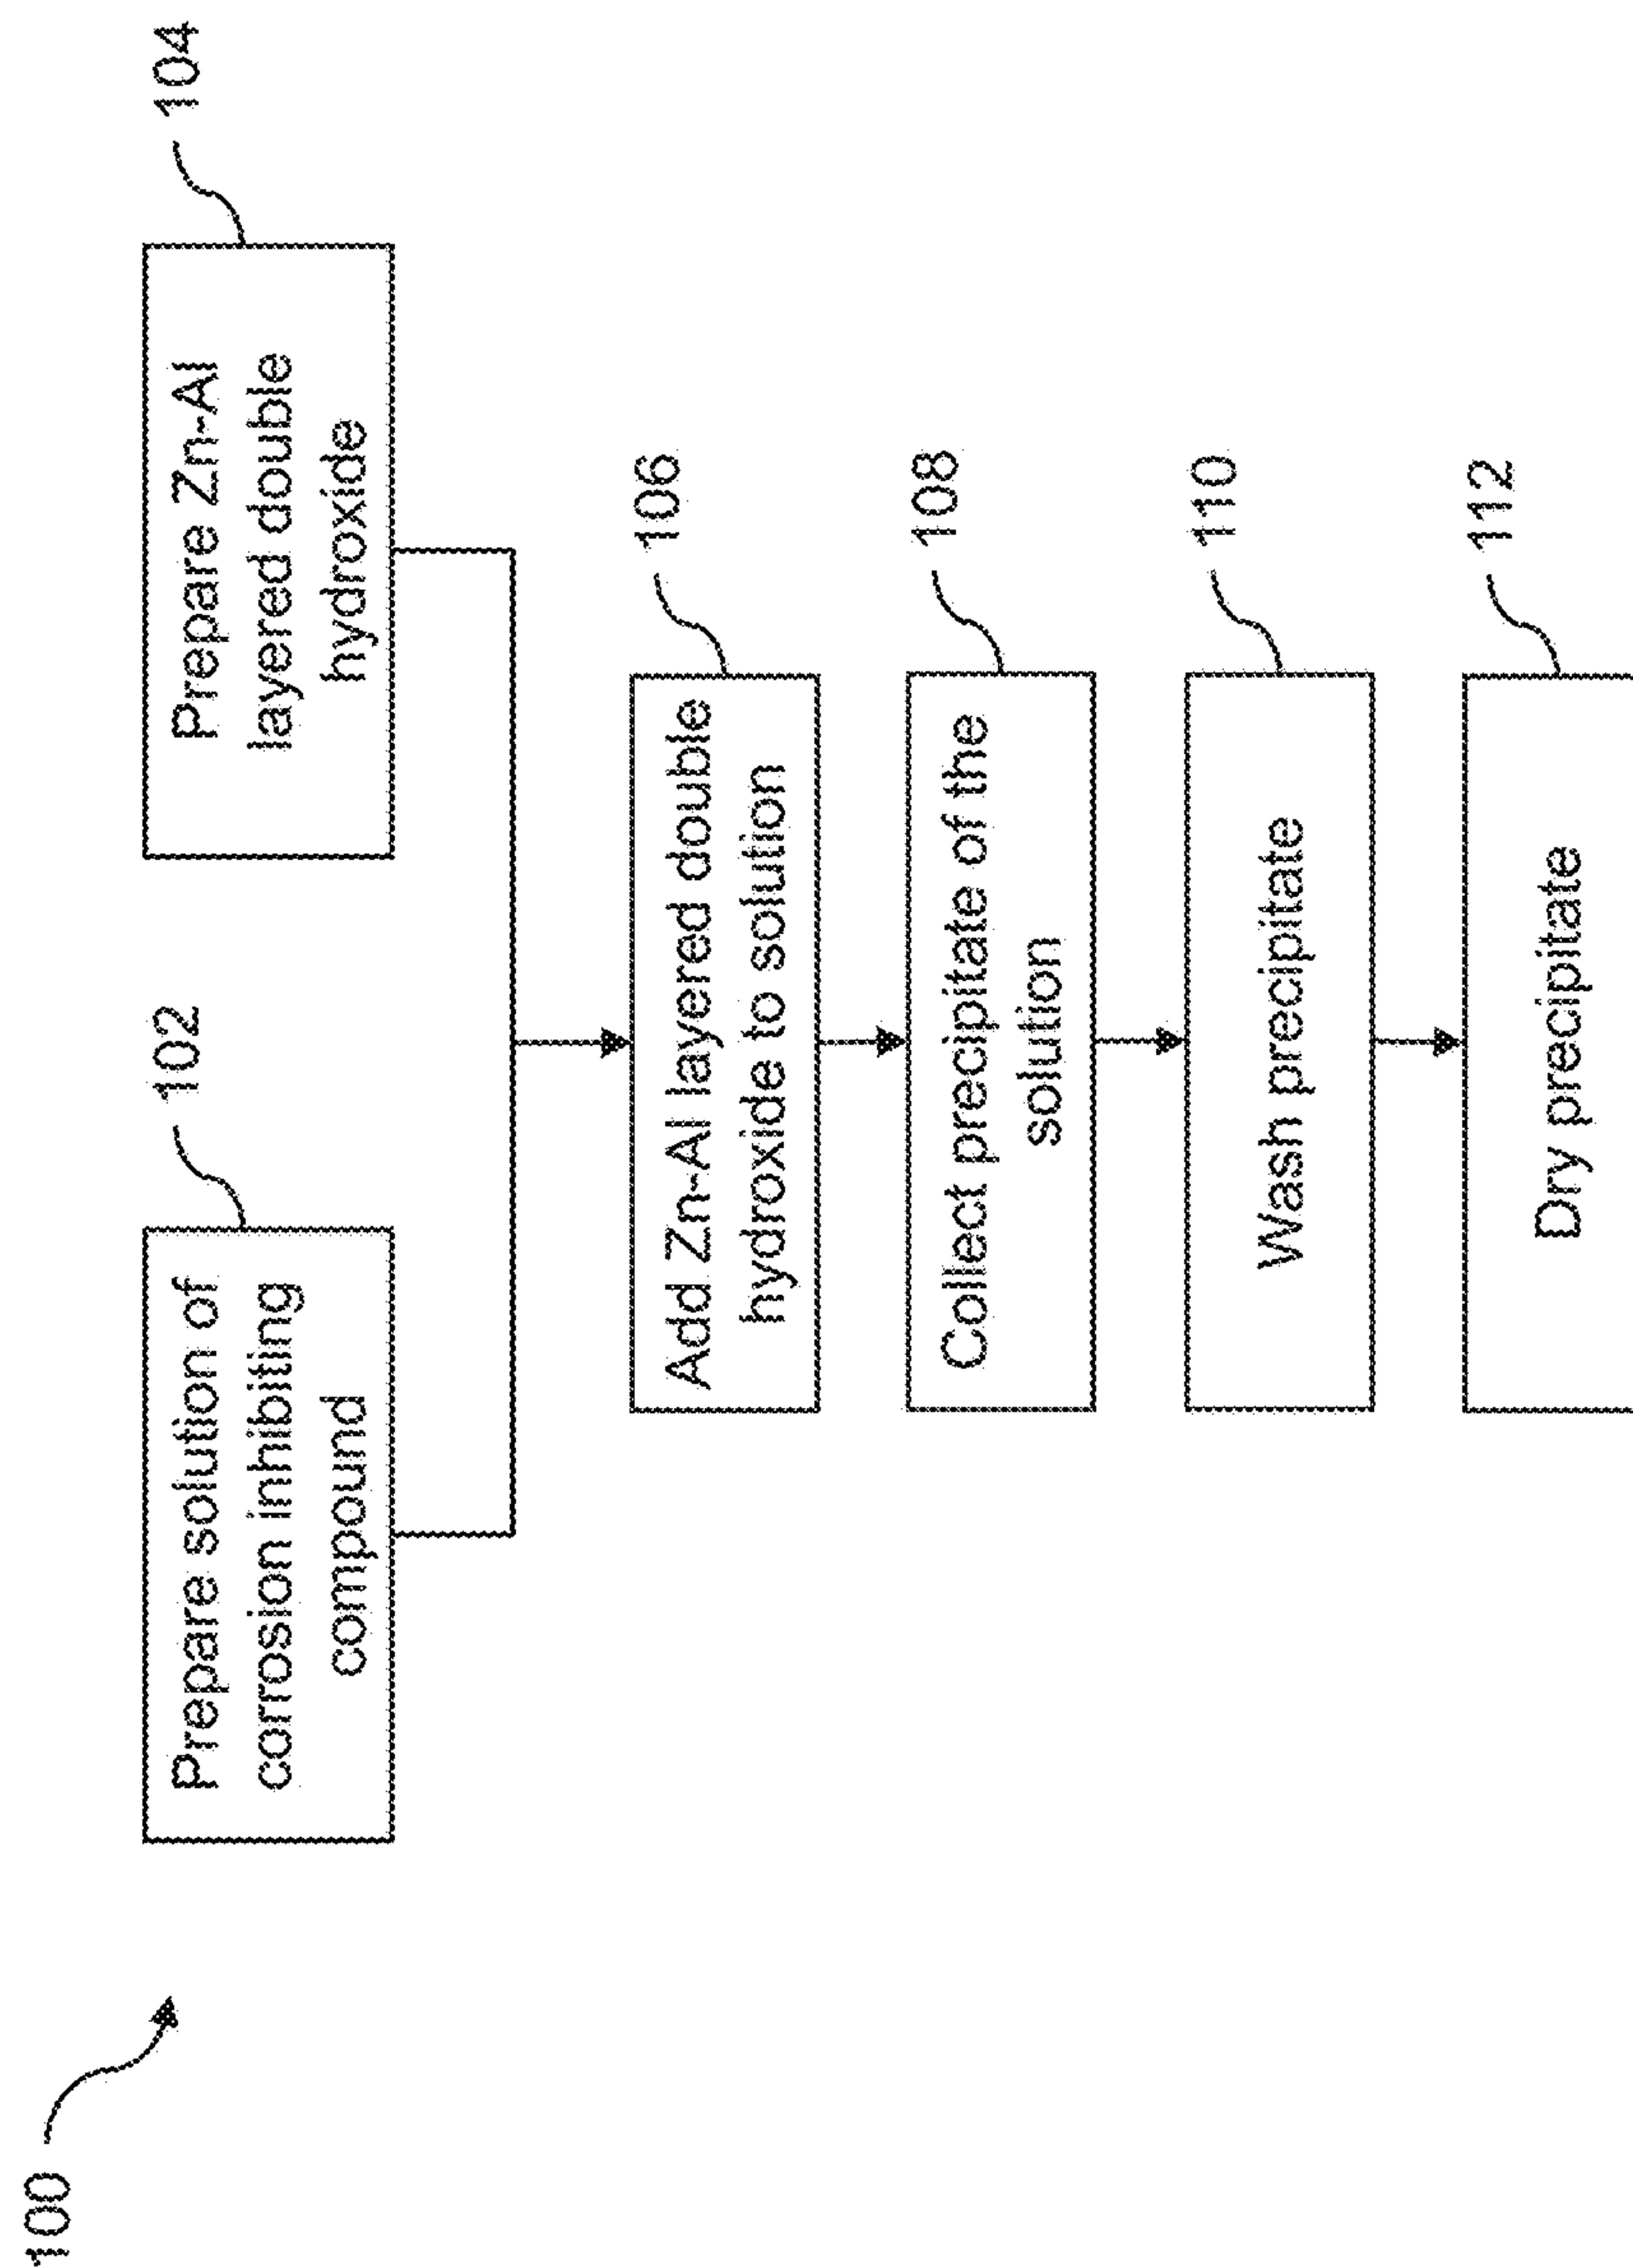 100
102
Prepare solution of
corrosion inhibiting
compound
104
Prepare Zn-Al
layered double
hydroxide
106
Add Zn-Al layered double
hydroxide to solution
108
Collect precipitate of the
solution
110
Wash precipitate
112
Dry precipitate